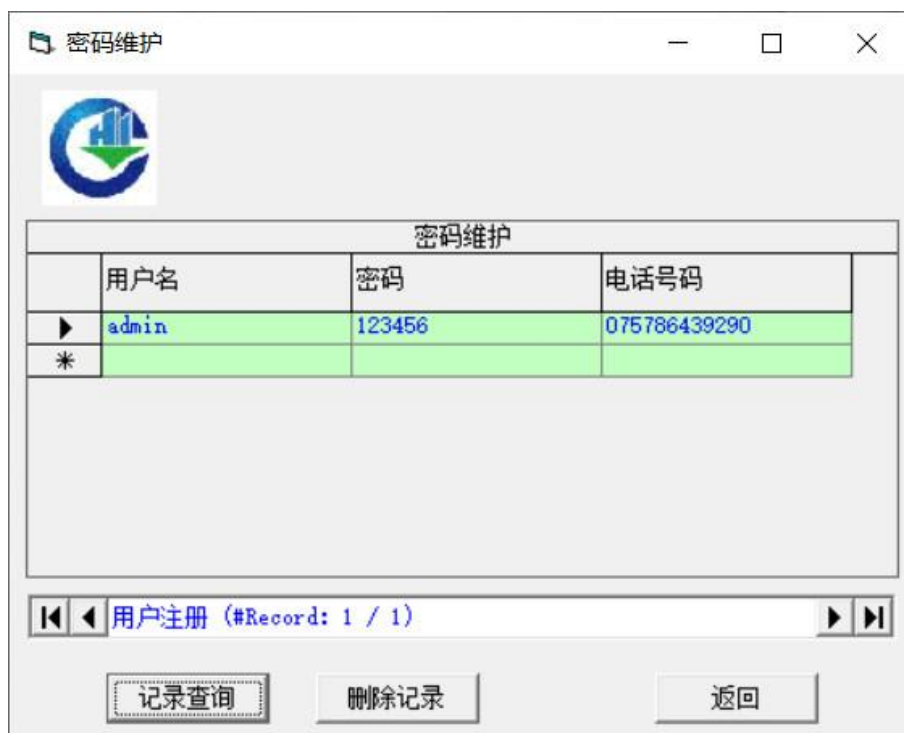 密码维护
密码维护
用户名 密码 电话号码
admin 123456 075786439290
用户注册 (#Record: 1 / 1)
记录查询 删除记录 返回